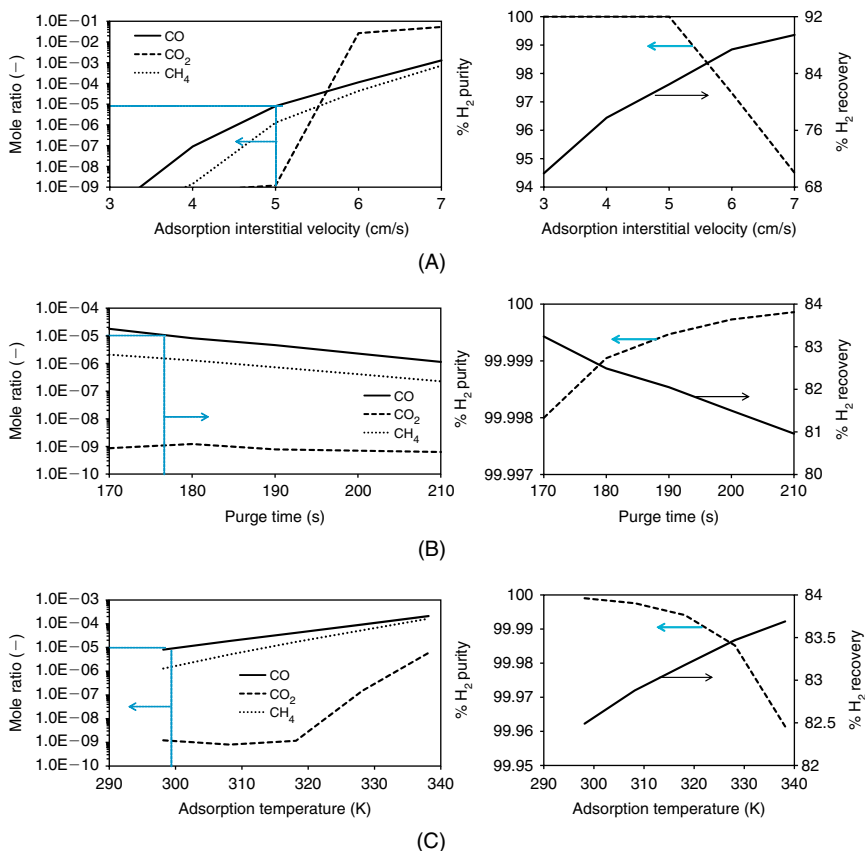 1.0E−01
1.0E−02
1.0E−03
1.0E−04
1.0E−05
1.0E−06
1.0E−07
1.0E−08
1.0E−09
Mole ratio (−)
CO
CO2
CH4
3 4 5 6 7
Adsorption interstitial velocity (cm/s)
100
99
98
97
96
95
94
% H2 purity
92
84
76
68
% H2 recovery
3 4 5 6 7
Adsorption interstitial velocity (cm/s)
(A)
1.0E−04
1.0E−05
1.0E−06
1.0E−07
1.0E−08
1.0E−09
1.0E−10
Mole ratio (−)
CO
CO2
CH4
170 180 190 200 210
Purge time (s)
100
99.999
99.998
99.997
% H2 purity
84
83
82
81
80
% H2 recovery
170 180 190 200 210
Purge time (s)
(B)
1.0E−03
1.0E−04
1.0E−05
1.0E−06
1.0E−07
1.0E−08
1.0E−09
1.0E−10
Mole ratio (−)
CO
CO2
CH4
290 300 310 320 330 340
Adsorption temperature (K)
100
99.99
99.98
99.97
99.96
99.95
% H2 purity
84
83.5
83
82.5
82
% H2 recovery
290 300 310 320 330 340
Adsorption temperature (K)
(C)